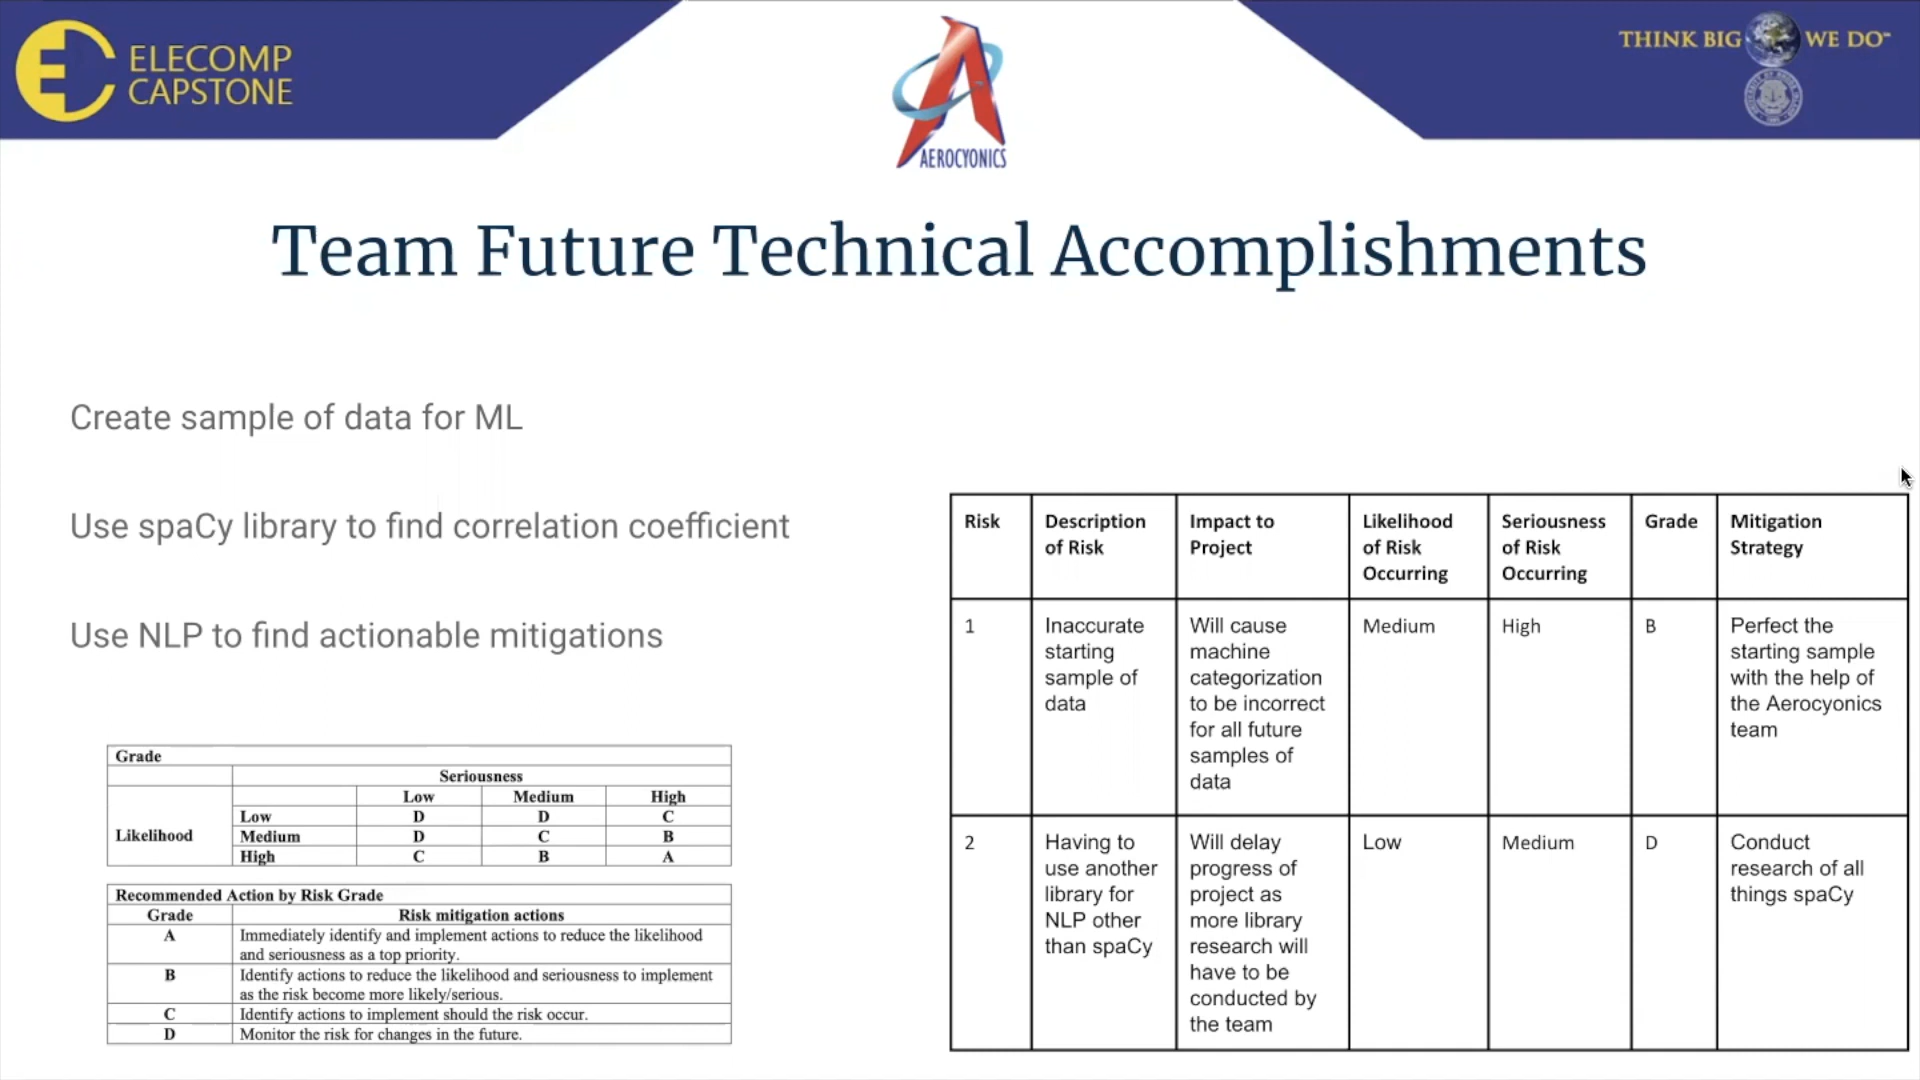 ELECOMP
CAPSTONE
AEROCYONICS
THINK BIG WE DO™
Team Future Technical Accomplishments
Create sample of data for ML
Use spaCy library to find correlation coefficient
Use NLP to find actionable mitigations
Grade
Seriousness
Low Medium High
Likelihood
Low D D C
Medium D C B
High C B A
Recommended Action by Risk Grade
Grade Risk mitigation actions
A Immediately identify and implement actions to reduce the likelihood
and seriousness as a top priority.
B Identify actions to reduce the likelihood and seriousness to implement
as the risk become more likely/serious.
C Identify actions to implement should the risk occur.
D Monitor the risk for changes in the future.
Risk
Description
of Risk
Impact to
Project
Likelihood
of Risk
Occurring
Seriousness
of Risk
Occurring
Grade
Mitigation
Strategy
1
Inaccurate
starting
sample of
data
Will cause
machine
categorization
to be incorrect
for all future
samples of
data
Medium
High
B
Perfect the
starting sample
with the help of
the Aerocyonics
team
2
Having to
use another
library for
NLP other
than spaCy
Will delay
progress of
project as
more library
research will
have to be
conducted by
the team
Low
Medium
D
Conduct
research of all
things spaCy